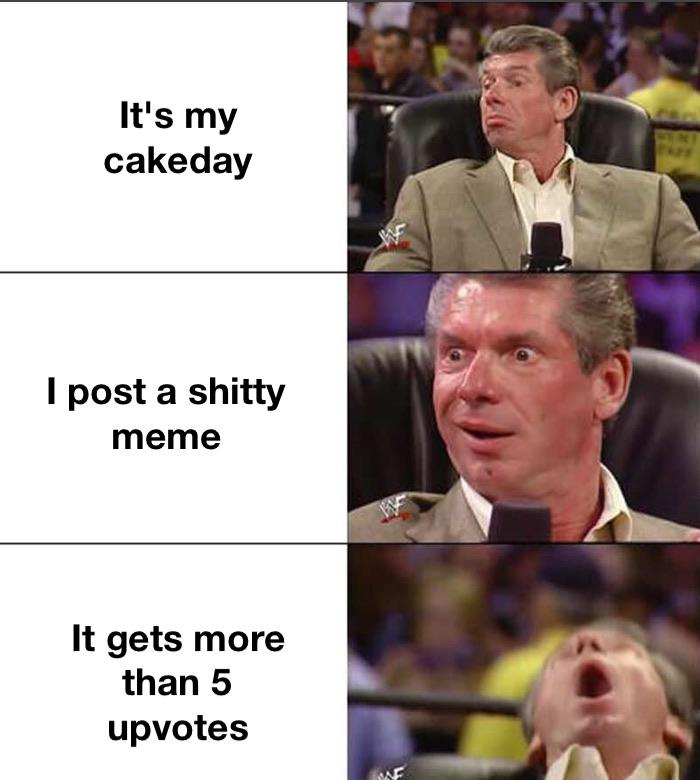 It's my
cakeday
I post a shitty
meme
It gets more
than 5
upvotes